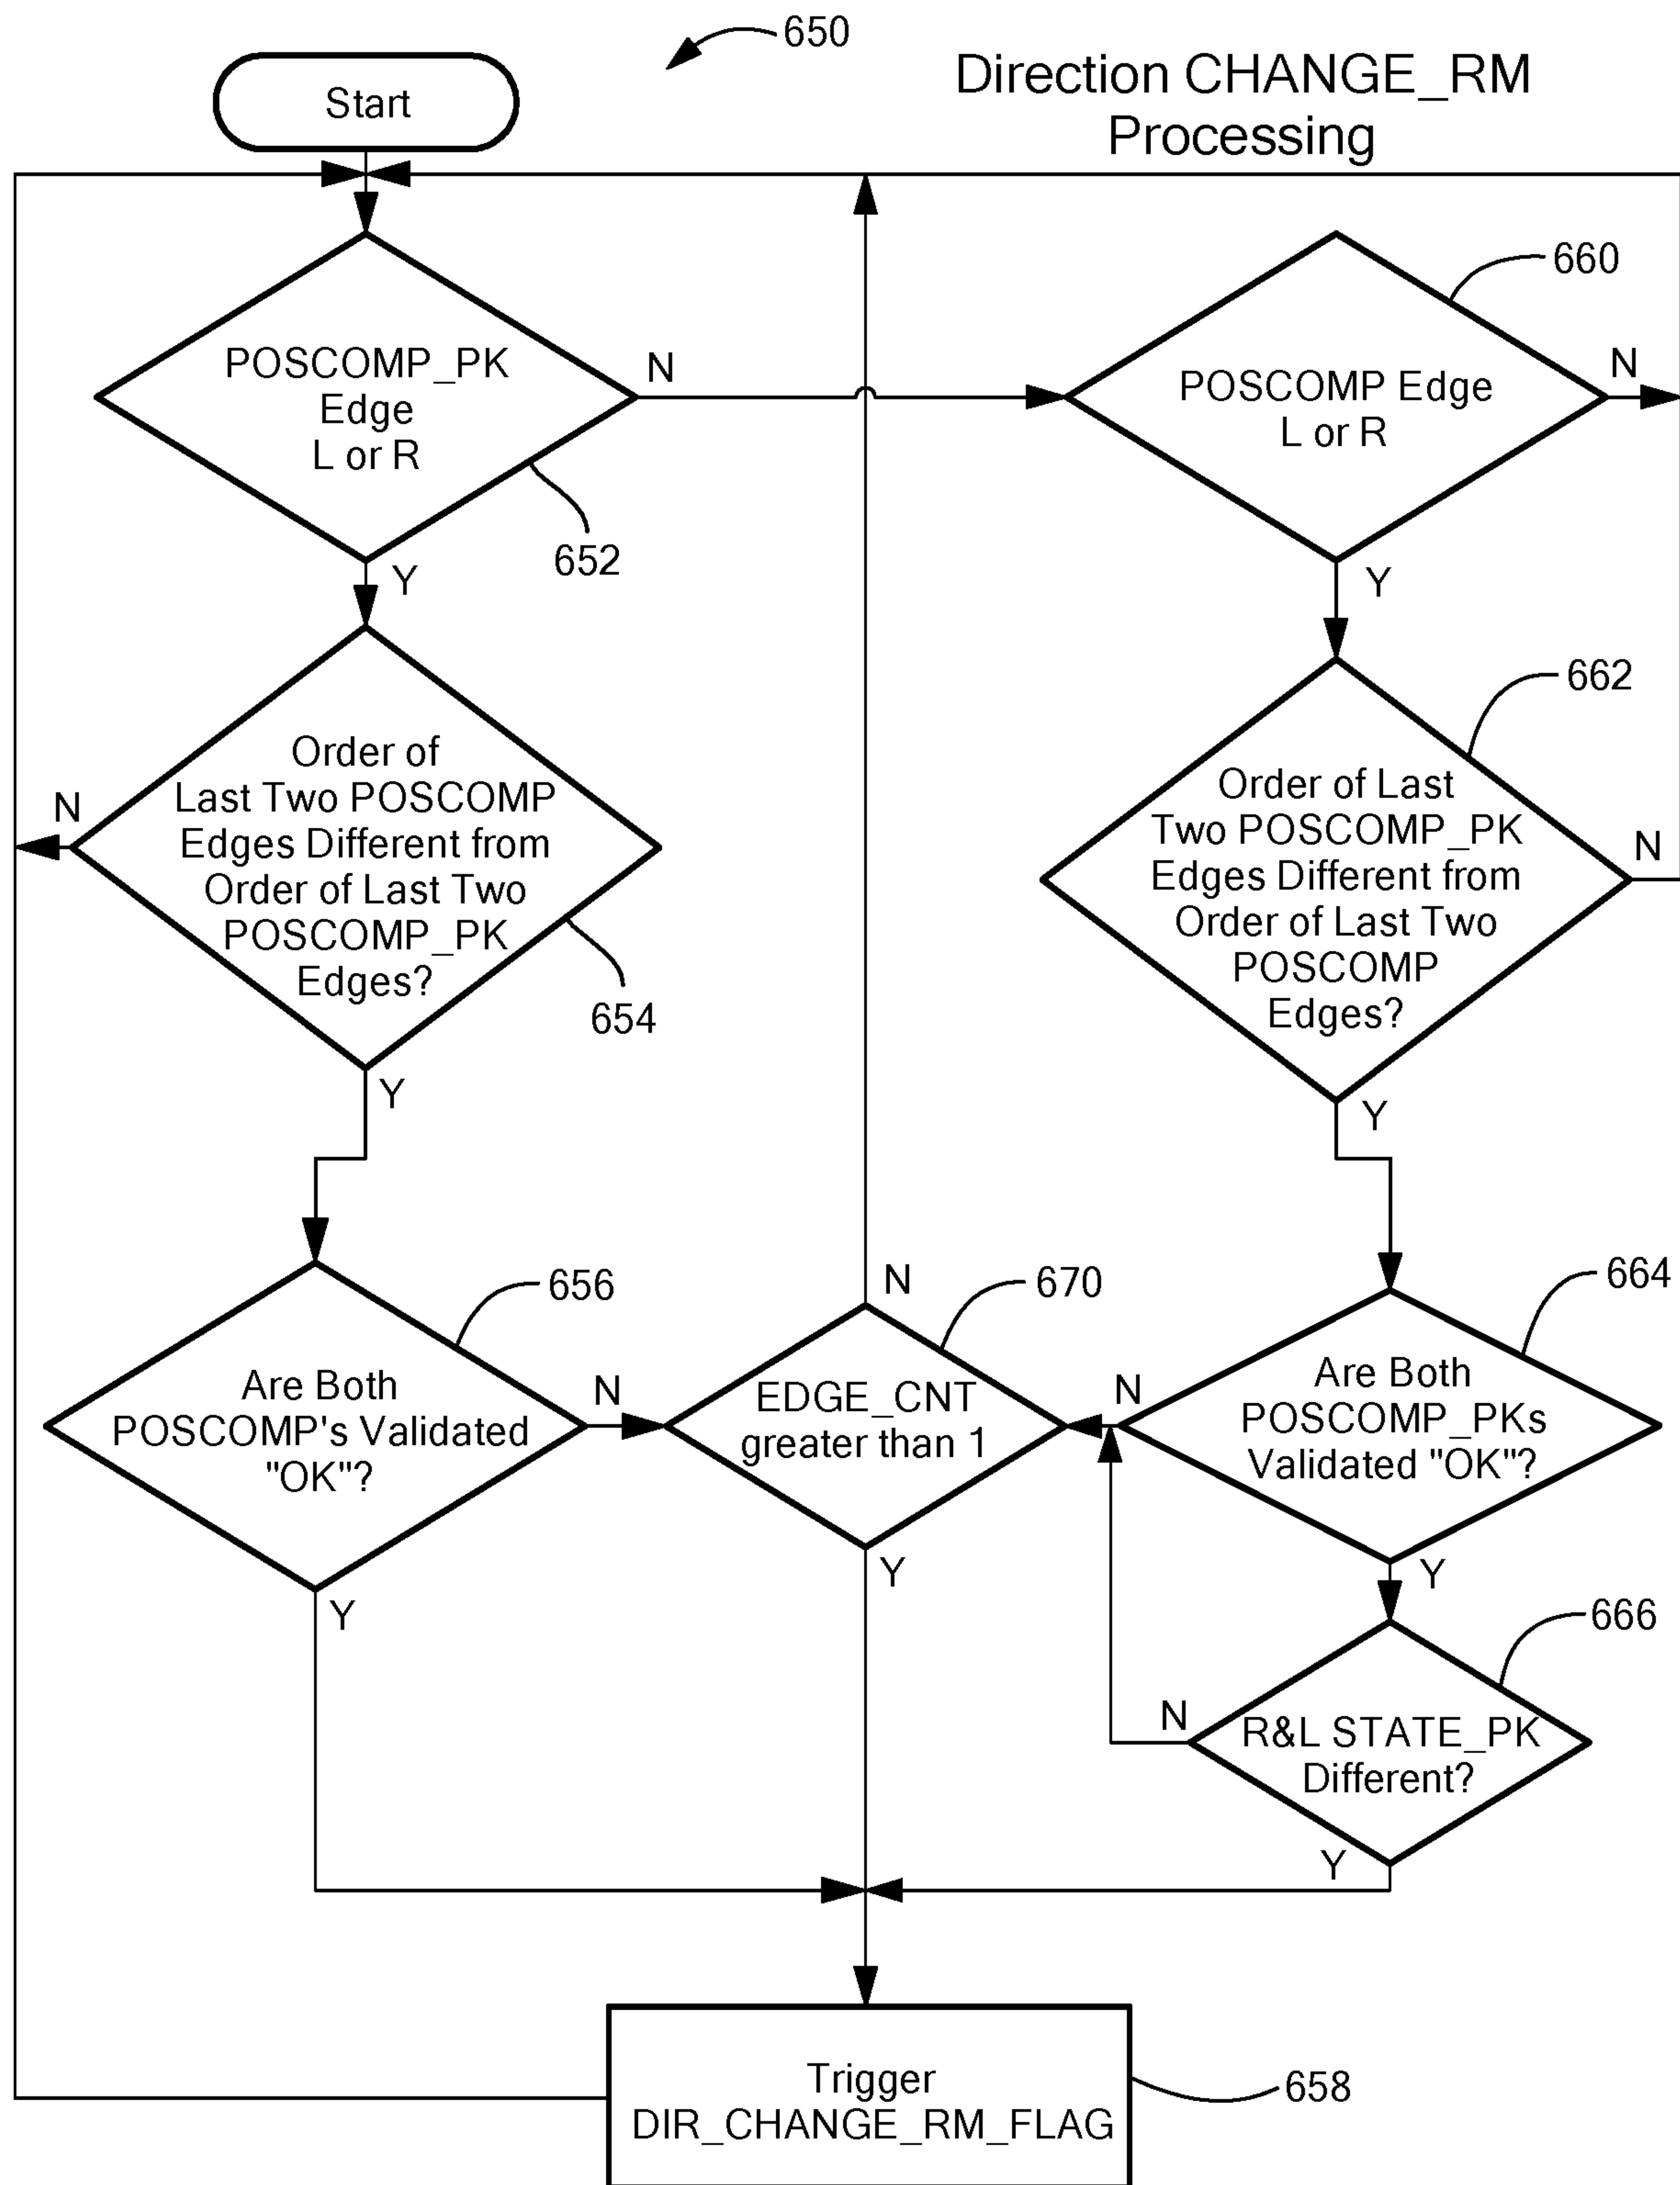 650
Direction CHANGE_RM
Processing
Start
POSCOMP_PK
Edge
L or R
N
652
Y
660
POSCOMP Edge
L or R
N
Y
Order of
Last Two POSCOMP
Edges Different from
Order of Last Two
POSCOMP_PK
Edges?
N
654
Y
662
Order of Last
Two POSCOMP_PK
Edges Different from
Order of Last Two
POSCOMP
Edges?
N
Y
656
Are Both
POSCOMP's Validated
"OK"?
N
Y
670
N
EDGE_CNT
greater than 1
Y
664
N
Are Both
POSCOMP_PKs
Validated "OK"?
Y
666
N
R&L STATE_PK
Different?
Y
Trigger
DIR_CHANGE_RM_FLAG
658